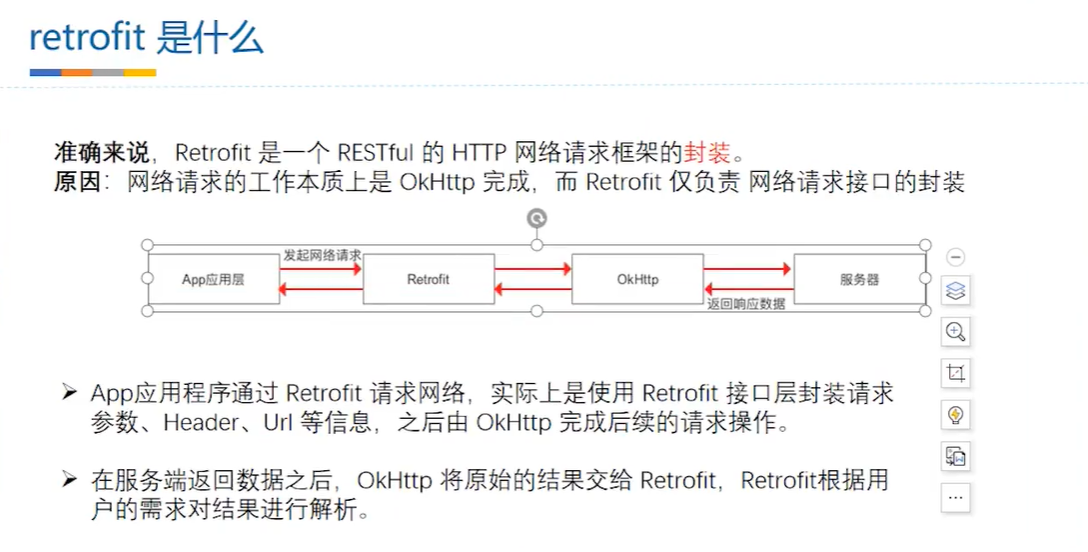 retrofit 是什么
准确来说，Retrofit 是一个 RESTful 的 HTTP 网络请求框架的封装。
原因：网络请求的工作本质上是 OkHttp 完成，而 Retrofit 仅负责 网络请求接口的封装
发起网络请求
App应用层
Retrofit
OkHttp
服务器
返回响应数据
App应用程序通过 Retrofit 请求网络，实际上是使用 Retrofit 接口层封装请求
参数、Header、Url 等信息，之后由 OkHttp 完成后续的请求操作。
在服务端返回数据之后，OkHttp 将原始的结果交给 Retrofit，Retrofit根据用
户的需求对结果进行解析。